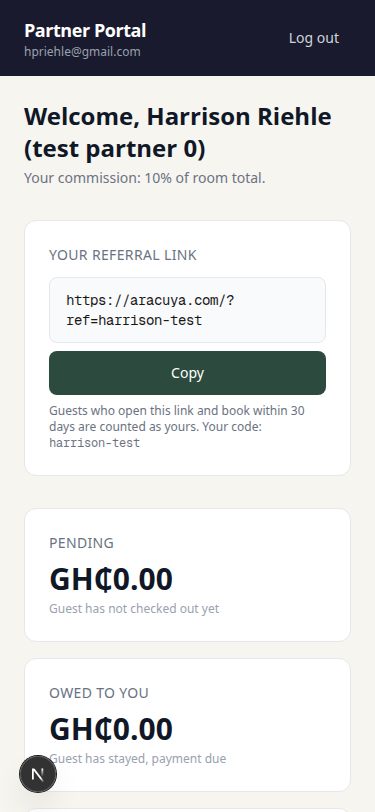 Partner Portal
hpriehle@gmail.com
Log out
Welcome, Harrison Riehle
(test partner 0)
Your commission: 10% of room total.
YOUR REFERRAL LINK
https://aracuya.com/?
ref=harrison-test
Copy
Guests who open this link and book within 30
days are counted as yours. Your code:
harrison-test
PENDING
GH₵0.00
Guest has not checked out yet
OWED TO YOU
GH₵0.00
Guest has stayed, payment due
N